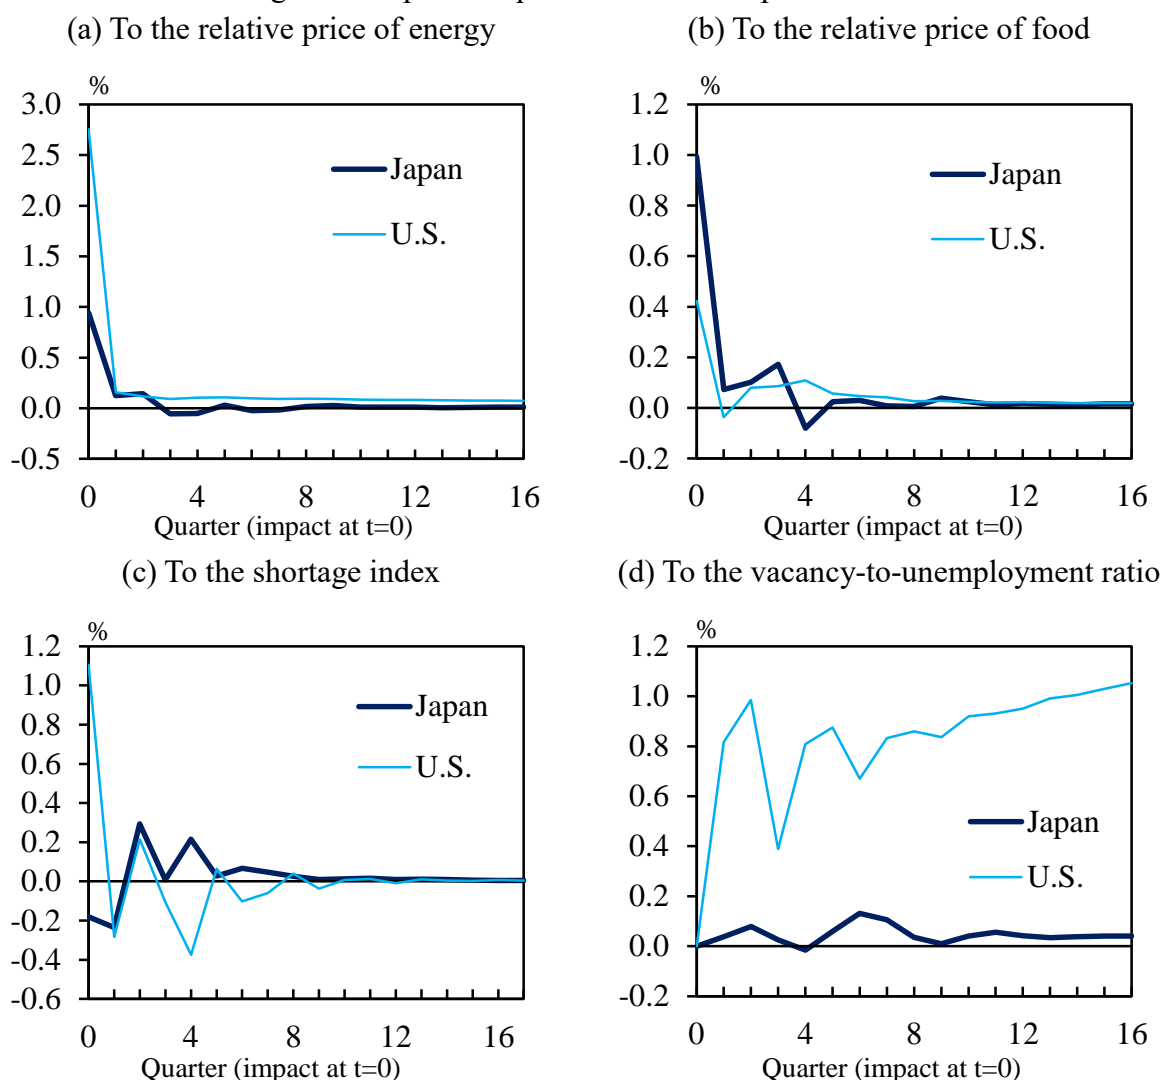 (a) To the relative price of energy
%
3.0
2.5
2.0
1.5
1.0
0.5
0.0
-0.5
Japan
U.S.
0 4 8 12 16
Quarter (impact at t=0)
(b) To the relative price of food
%
1.2
1.0
0.8
0.6
0.4
0.2
0.0
-0.2
Japan
U.S.
0 4 8 12 16
Quarter (impact at t=0)
(c) To the shortage index
%
1.2
1.0
0.8
0.6
0.4
0.2
0.0
-0.2
-0.4
-0.6
Japan
U.S.
0 4 8 12 16
Quarter (impact at t=0)
(d) To the vacancy-to-unemployment ratio
%
1.2
1.0
0.8
0.6
0.4
0.2
0.0
-0.2
Japan
U.S.
0 4 8 12 16
Quarter (impact at t=0)